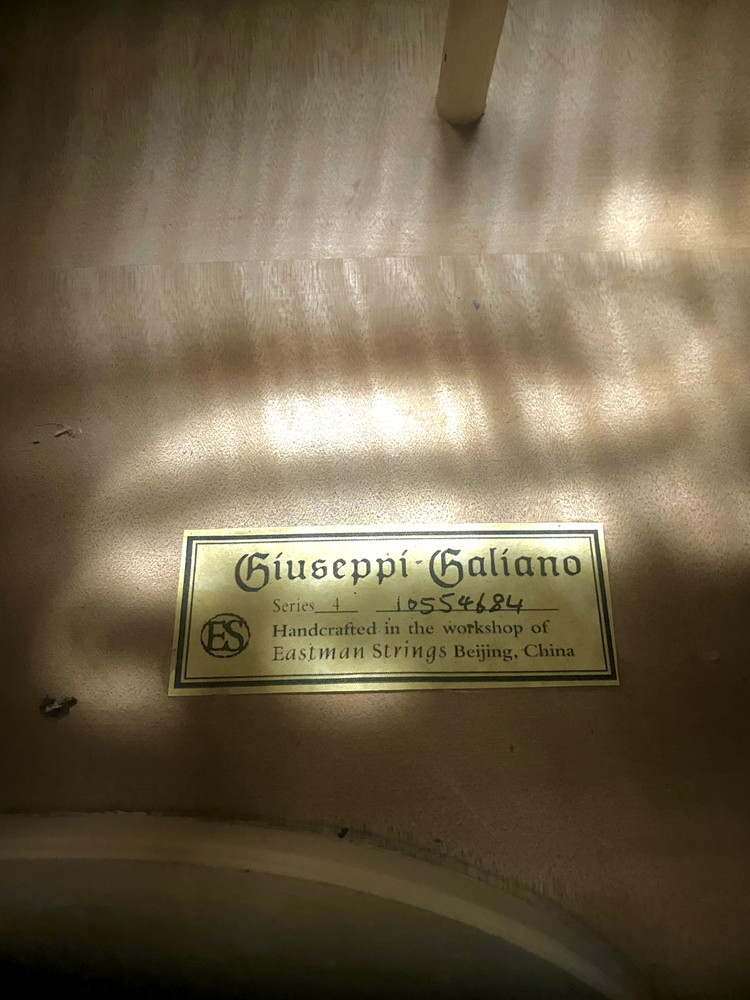 Giuseppi-Galiano
Series 4 10554684
ES
Handcrafted in the workshop of
Eastman Strings Beijing, China